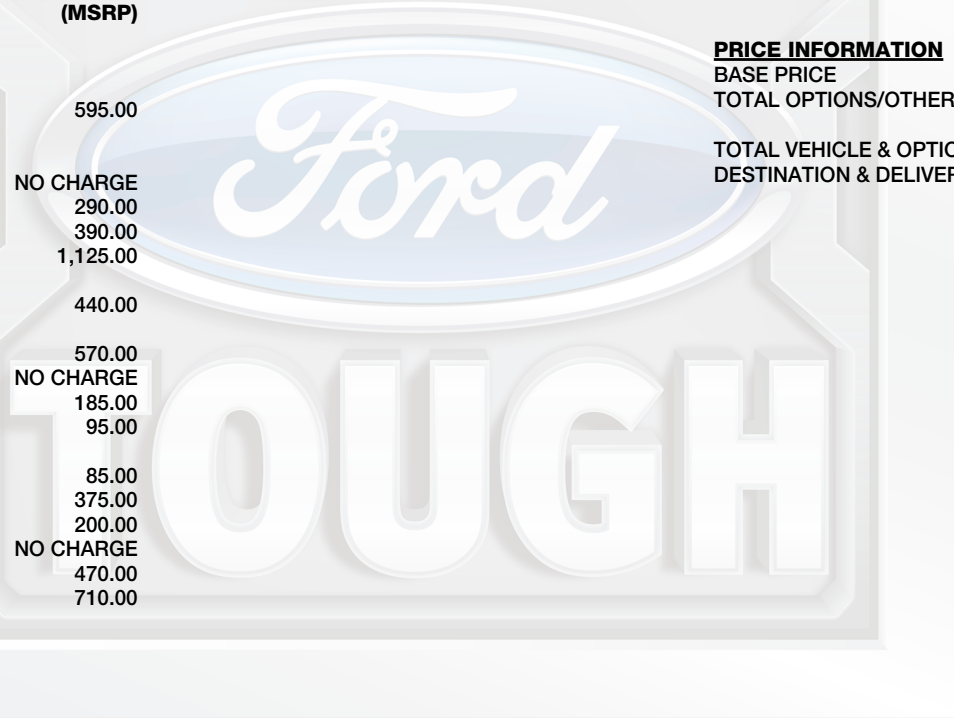 (MSRP)
595.00
NO CHARGE
290.00
390.00
1,125.00
440.00
570.00
NO CHARGE
185.00
95.00
85.00
375.00
200.00
NO CHARGE
470.00
710.00
PRICE INFORMATION
BASE PRICE
TOTAL OPTIONS/OTHER
TOTAL VEHICLE & OPTIO
DESTINATION & DELIVER
Ford
TOUGH